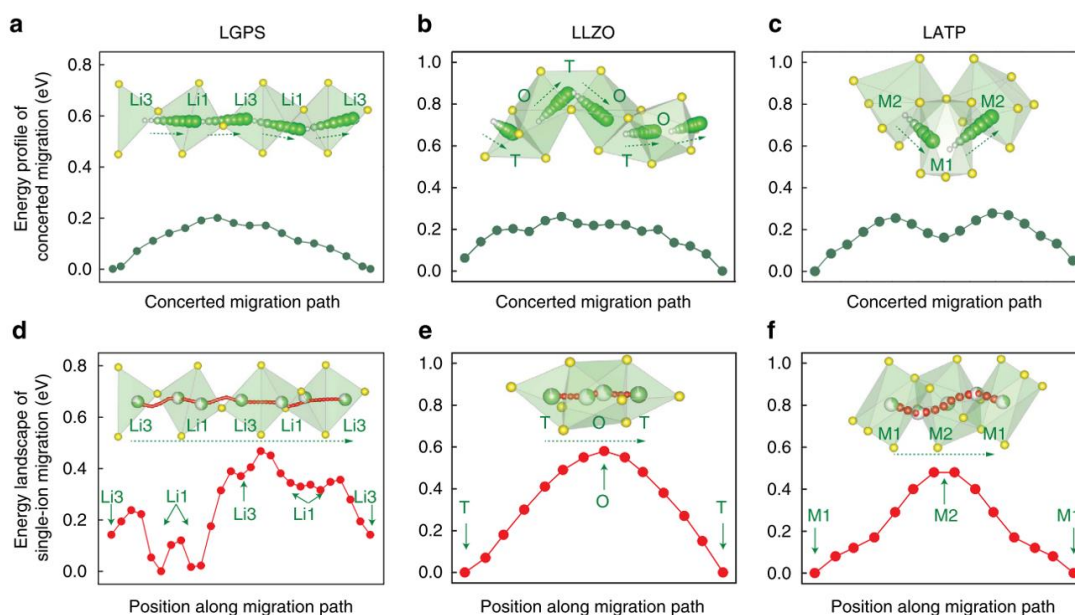 a
LGPS
b
LLZO
c
LATP
Energy profile of
concerted migration (eV)
0.8
0.6
0.4
0.2
0.0
Li3 Li1 Li3 Li1 Li3
Concerted migration path
1.0
0.8
0.6
0.4
0.2
0.0
T
O O
O
T T
Concerted migration path
1.0
0.8
0.6
0.4
0.2
0.0
M2 M2
M1
Concerted migration path
d
e
f
Energy landscape of
single-ion migration (eV)
0.8
0.6
0.4
0.2
0.0
Li3 Li1 Li3 Li1 Li3
Li3 Li1 Li3 Li1 Li3
Position along migration path
1.0
0.8
0.6
0.4
0.2
0.0
T O T
T O T
Position along migration path
1.0
0.8
0.6
0.4
0.2
0.0
M1 M2 M1
M1 M2 M1
Position along migration path